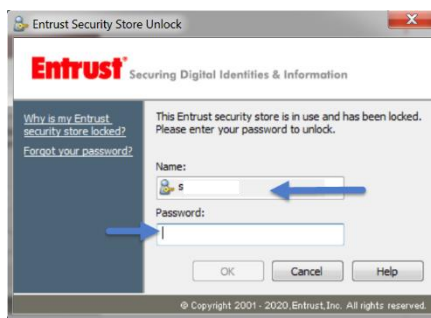 Entrust Security Store Unlock
Entrust® Securing Digital Identities & Information
Why is my Entrust
security store locked?
Forgot your password?
This Entrust security store is in use and has been locked.
Please enter your password to unlock.
Name:
s
Password:
OK Cancel Help
© Copyright 2001 - 2020, Entrust, Inc. All rights reserved.